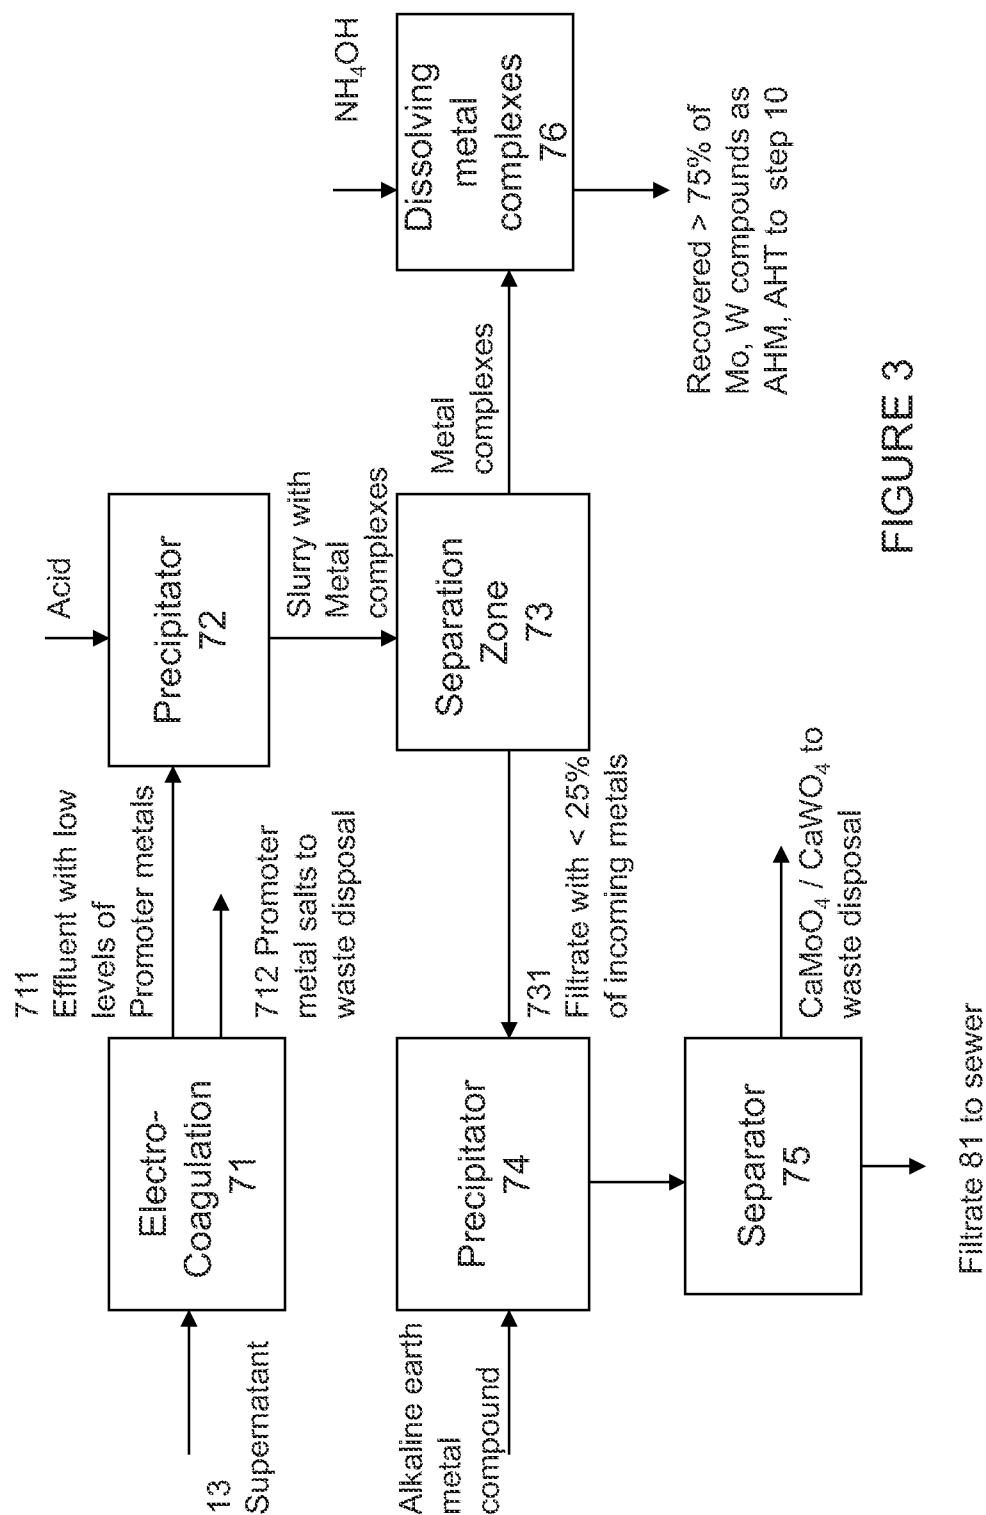 13
Supernatant
Electro-
Coagulation
71
711
Effluent with low
levels of
Promoter metals
712 Promoter
metal salts to
waste disposal
Acid
Precipitator
72
Slurry with
Metal
complexes
Separation
Zone
73
Metal
complexes
NH₄OH
Dissolving
metal
complexes
76
Recovered > 75% of
Mo, W compounds as
AHM, AHT to step 10
731
Filtrate with < 25%
of incoming metals
Alkaline earth
metal
compound
Precipitator
74
Separator
75
CaMoO₄ / CaWO₄ to
waste disposal
Filtrate 81 to sewer
FIGURE 3